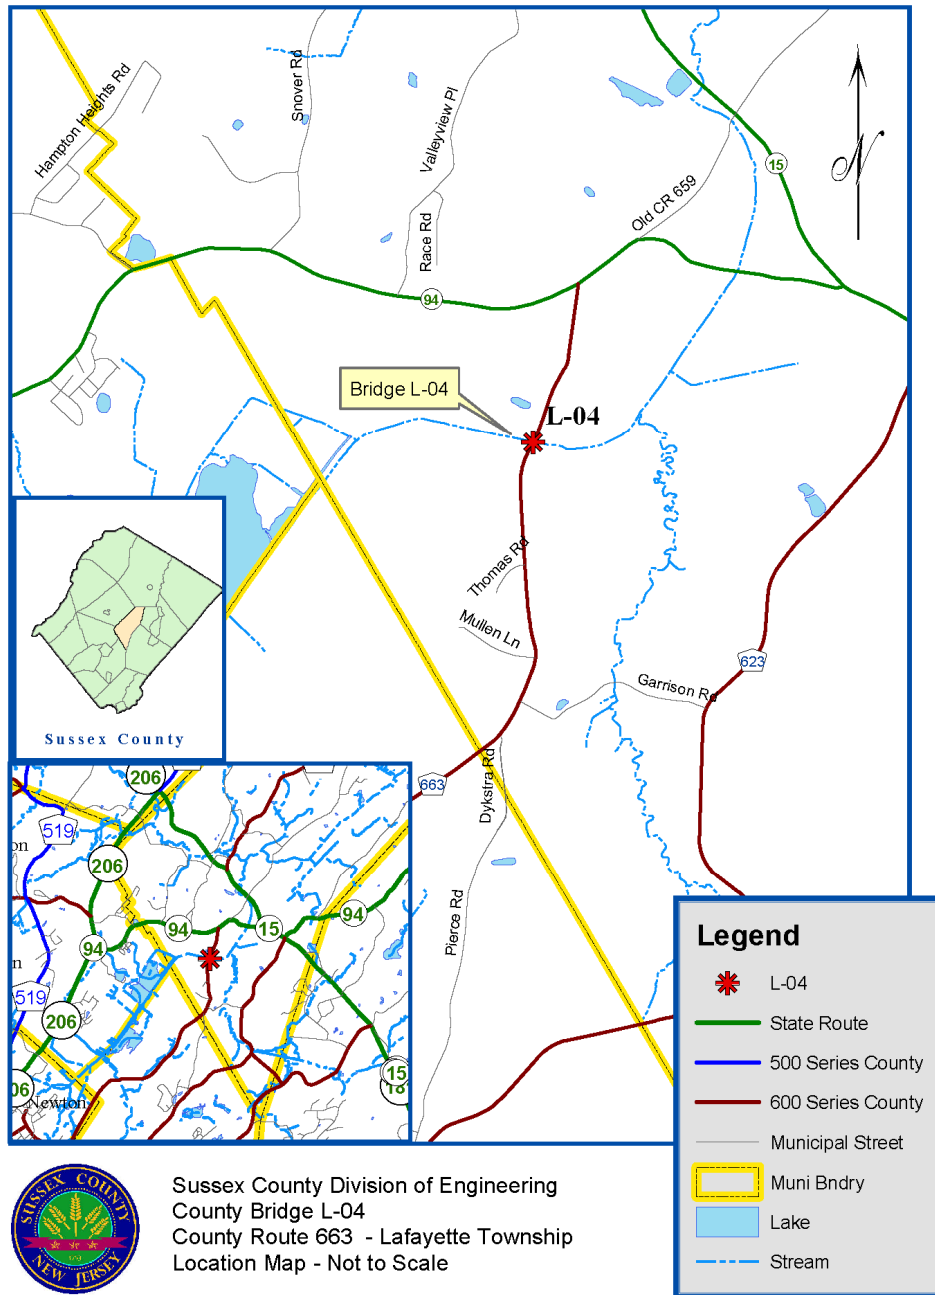 Hampton Heights Rd
Snover Rd
Valleyview Pl
Race Rd
Old CR 659
15
N
94
Bridge L-04
L-04
Thomas Rd
Mullen Ln
Garrison Rd
623
663
Dykstra Rd
Pierce Rd
Sussex County
206
519
on
206
94
94
15
94
n
519
206
15
18
06
Newton
Legend
L-04
State Route
500 Series County
600 Series County
Municipal Street
Muni Bndry
Lake
Stream
SUSSEX COUNTY
NEW JERSEY
Sussex County Division of Engineering
County Bridge L-04
County Route 663 - Lafayette Township
Location Map - Not to Scale